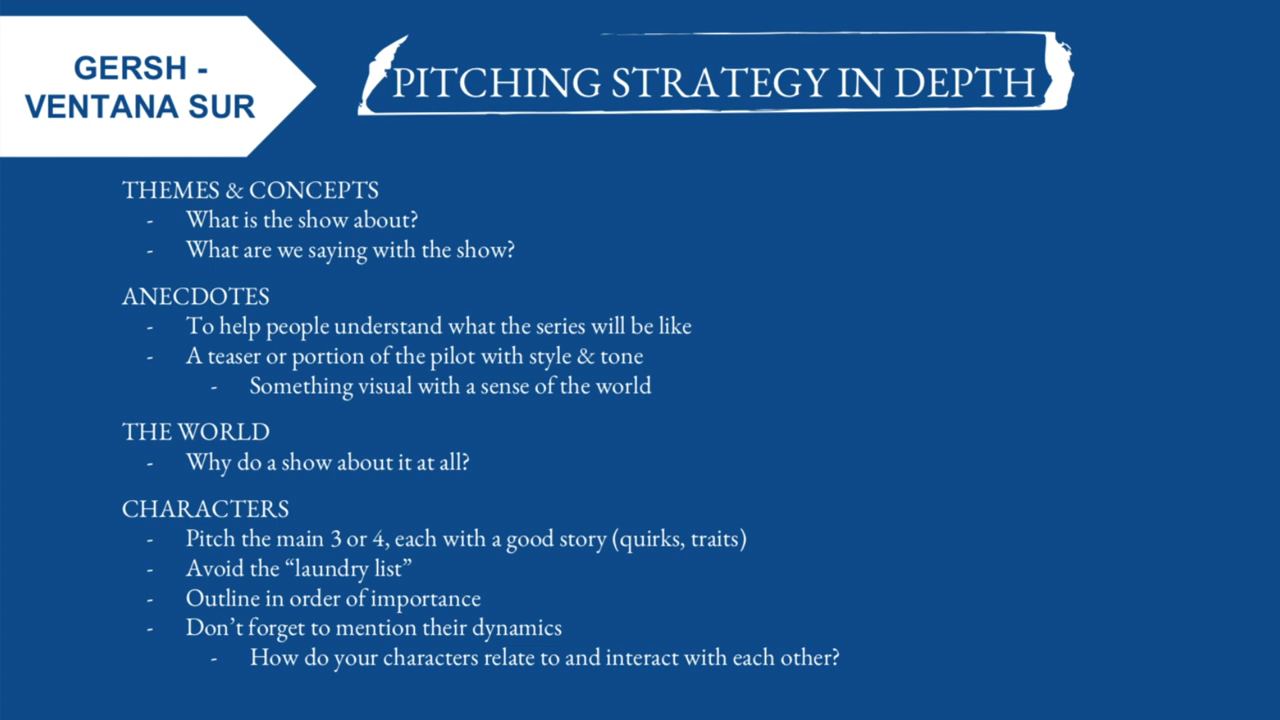 GERSH -
VENTANA SUR
PITCHING STRATEGY IN DEPTH
THEMES & CONCEPTS
- What is the show about?
- What are we saying with the show?
ANECDOTES
- To help people understand what the series will be like
- A teaser or portion of the pilot with style & tone
- Something visual with a sense of the world
THE WORLD
- Why do a show about it at all?
CHARACTERS
- Pitch the main 3 or 4, each with a good story (quirks, traits)
- Avoid the “laundry list”
- Outline in order of importance
- Don’t forget to mention their dynamics
- How do your characters relate to and interact with each other?